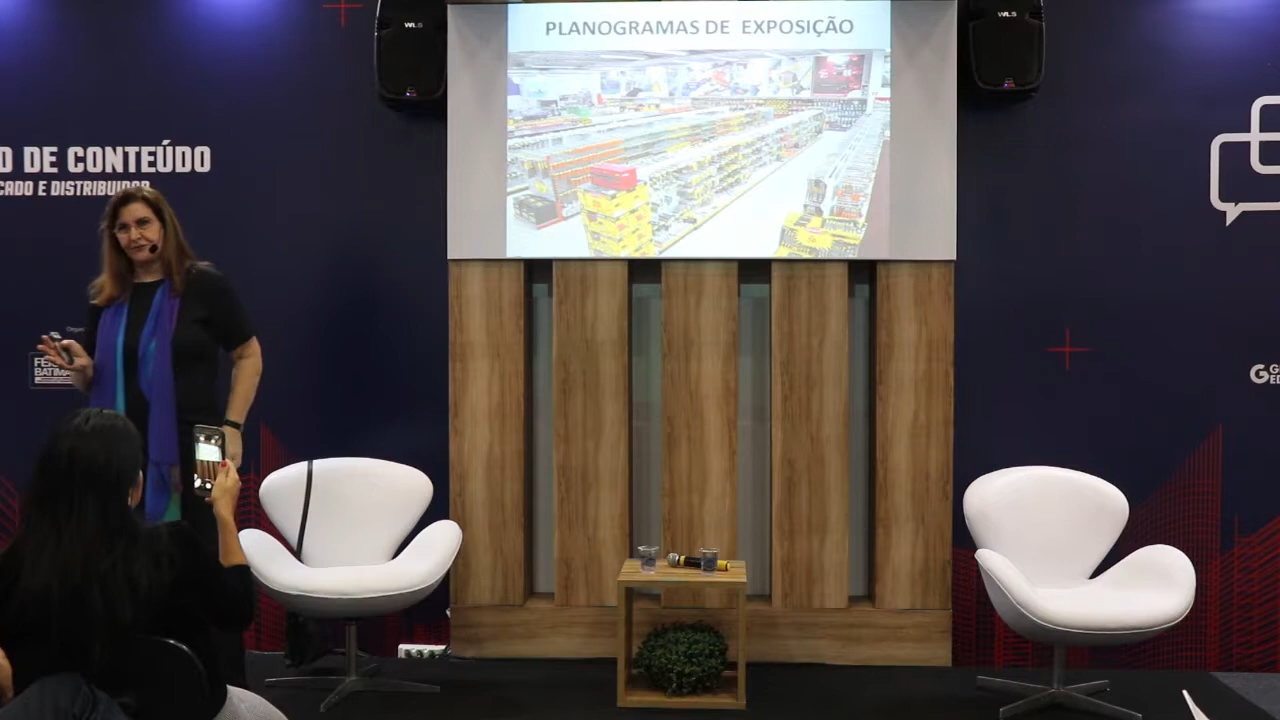 WLS
WLS
PLANOGRAMAS DE EXPOSIÇÃO
O DE CONTEÚDO
CADO E DISTRIBUIDOR